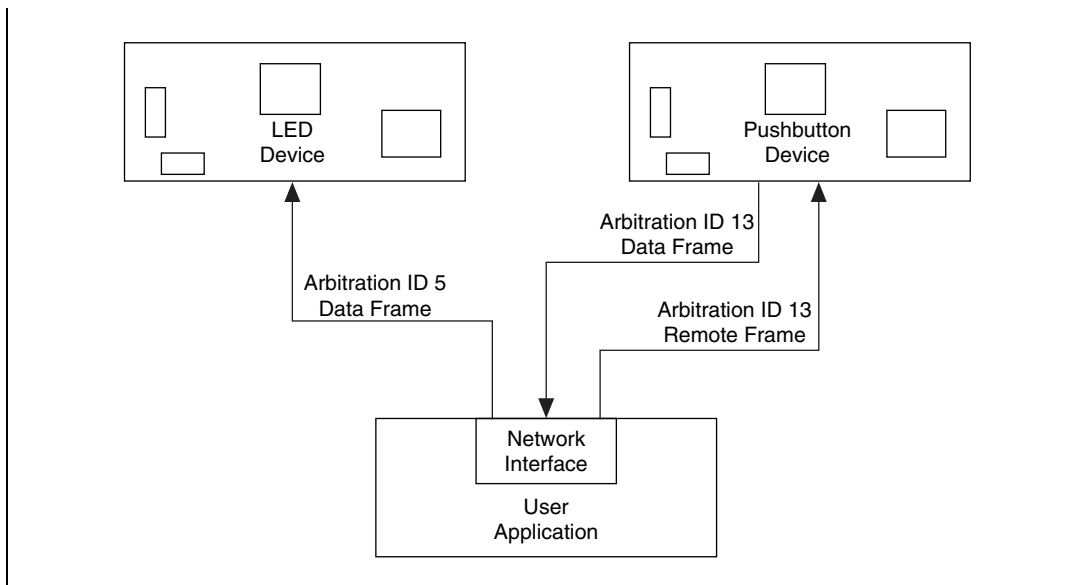 LED
Device
Pushbutton
Device
Arbitration ID 13
Data Frame
Arbitration ID 5
Data Frame
Arbitration ID 13
Remote Frame
Network
Interface
User
Application